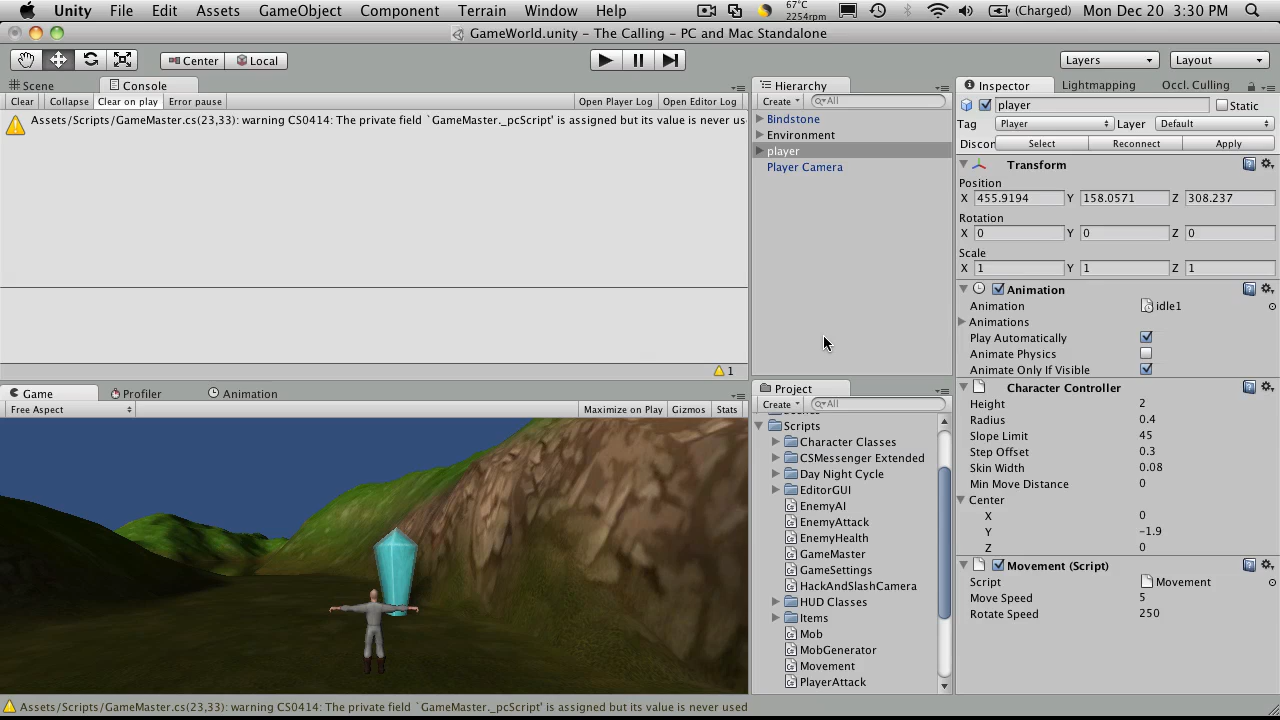 Unity File Edit Assets GameObject Component Terrain Window Help 67°C 2254rpm (Charged) Mon Dec 20 3:30 PM
GameWorld.unity – The Calling – PC and Mac Standalone
Center Local Layers Layout
Scene Console
Clear Collapse Clear on play Error pause Open Player Log Open Editor Log
Assets/Scripts/GameMaster.cs(23,33): warning CS0414: The private field `GameMaster._pcScript' is assigned but its value is never us
1
Game Profiler Animation
Free Aspect Maximize on Play Gizmos Stats
Hierarchy
Create All
Bindstone
Environment
player
Player Camera
Project
Create All
Scripts
Character Classes
CSMessenger Extended
Day Night Cycle
EditorGUI
EnemyAI
EnemyAttack
EnemyHealth
GameMaster
GameSettings
HackAndSlashCamera
HUD Classes
Items
Mob
MobGenerator
Movement
PlayerAttack
Inspector Lightmapping Occl. Culling
player Static
Tag Player Layer Default
Discor Select Reconnect Apply
Transform
Position
X 455.9194 Y 158.0571 Z 308.237
Rotation
X 0 Y 0 Z 0
Scale
X 1 Y 1 Z 1
Animation
Animation idle1
Animations
Play Automatically
Animate Physics
Animate Only If Visible
Character Controller
Height 2
Radius 0.4
Slope Limit 45
Step Offset 0.3
Skin Width 0.08
Min Move Distance 0
Center
X 0
Y −1.9
Z 0
Movement (Script)
Script Movement
Move Speed 5
Rotate Speed 250
Assets/Scripts/GameMaster.cs(23,33): warning CS0414: The private field `GameMaster._pcScript' is assigned but its value is never used